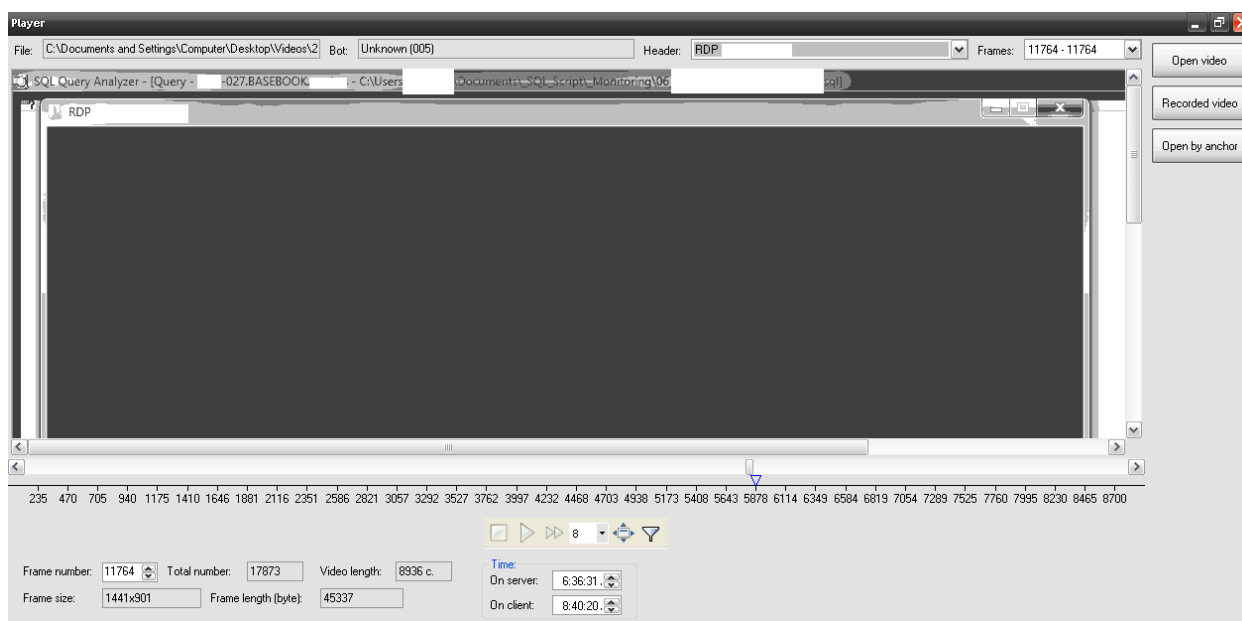 Player
File: C:\Documents and Settings\Computer\Desktop\Videos\2 Bot: Unknown (005) Header: RDP Frames: 11764 - 11764
Open video
SQL Query Analyzer - [Query - -027.BASEBOOK. - C:\Users \Documents\_SQL_Script\_Monitoring\06 sql]
RDP
Recorded video
Open by anchor
235 470 705 940 1175 1410 1646 1881 2116 2351 2586 2821 3057 3292 3527 3762 3997 4232 4468 4703 4938 5173 5408 5643 5878 6114 6349 6584 6819 7054 7289 7525 7760 7995 8230 8465 8700
8
Frame number: 11764 Total number: 17873 Video length: 8936 c.
Frame size: 1441x901 Frame length (byte): 45337
Time:
On server: 6:36:31.
On client: 8:40:20.